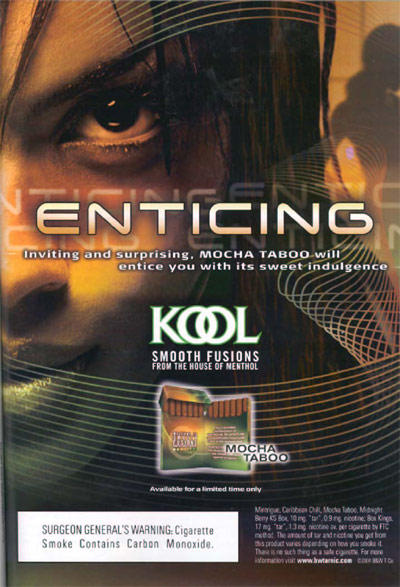 ENTICING
Inviting and surprising, MOCHA TABOO will
entice you with its sweet indulgence
KOOL
SMOOTH FUSIONS
FROM THE HOUSE OF MENTHOL
MOCHA
TABOO
Available for a limited time only
SURGEON GENERAL'S WARNING: Cigarette
Smoke Contains Carbon Monoxide.
Mintrigue, Caribbean Chill, Mocha Taboo, Midnight
Berry KS Box, 10 mg. "tar", 0.9 mg. nicotine; Box Kings,
17 mg. "tar", 1.3 mg. nicotine av. per cigarette by FTC
method. The amount of tar and nicotine you get from
this product varies depending on how you smoke it.
There is no such thing as a safe cigarette. For more
information visit www.bwtarnic.com ©2004 B&W T Co.